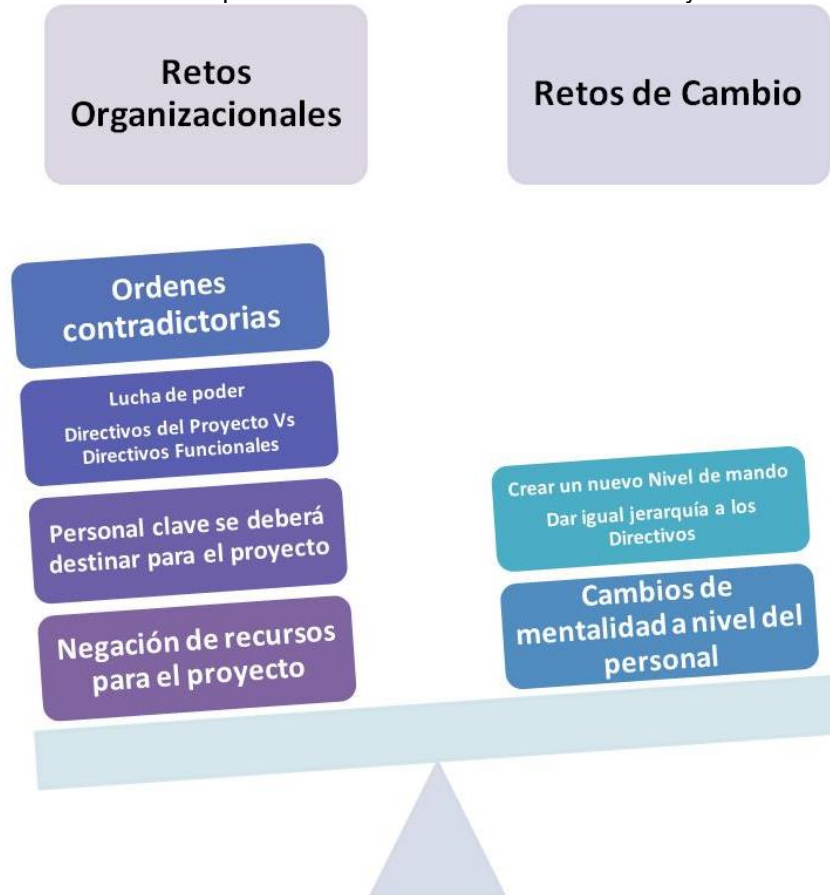 Retos
Organizacionales
Retos de Cambio
Ordenes
contradictorias
Lucha de poder
Directivos del Proyecto Vs
Directivos Funcionales
Personal clave se deberá
destinar para el proyecto
Negación de recursos
para el proyecto
Crear un nuevo Nivel de mando
Dar igual jerarquía a los
Directivos
Cambios de
mentalidad a nivel del
personal